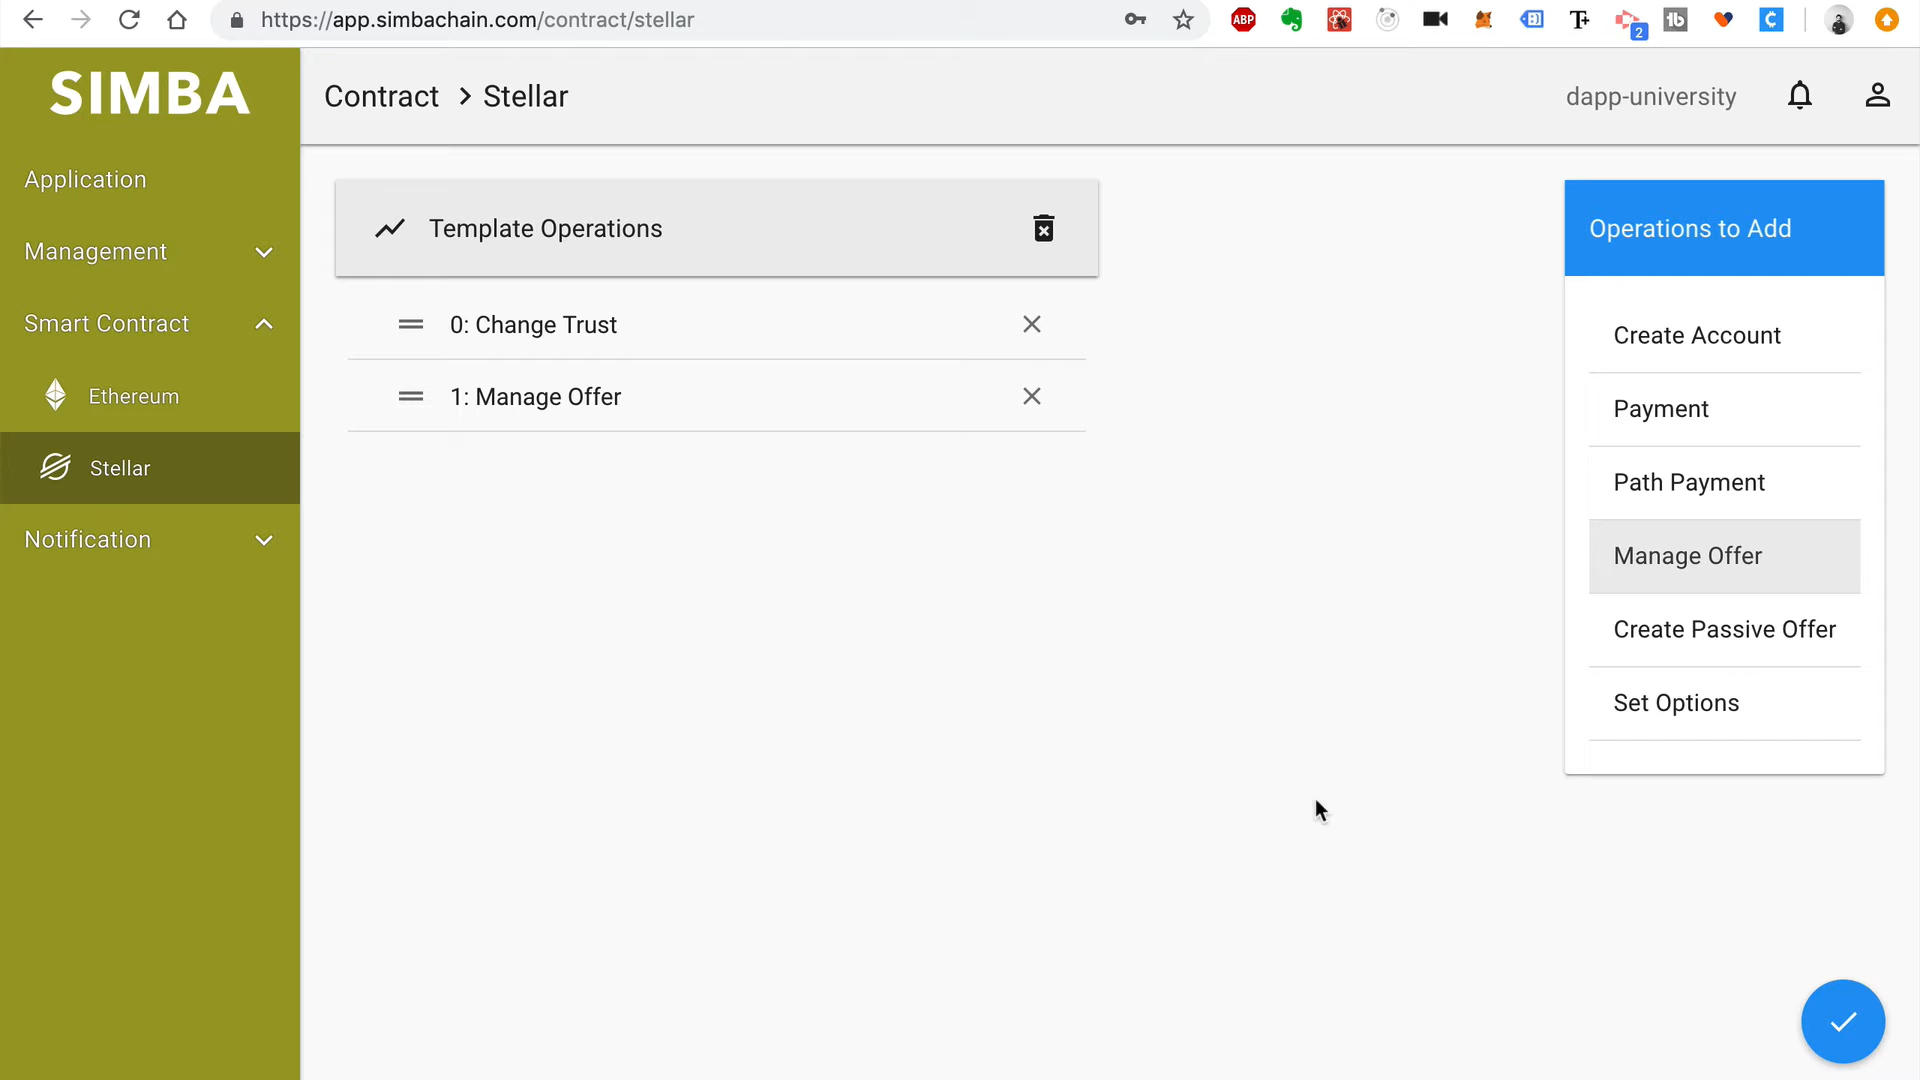 https://app.simbachain.com/contract/stellar
ABP
2
SIMBA
Contract > Stellar
dapp-university
Application
Management
Smart Contract
Ethereum
Stellar
Notification
Template Operations
0: Change Trust
1: Manage Offer
Operations to Add
Create Account
Payment
Path Payment
Manage Offer
Create Passive Offer
Set Options